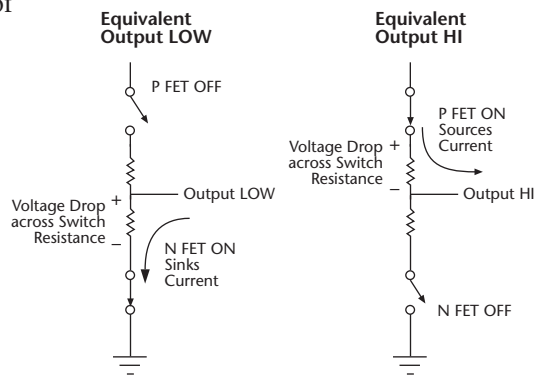 Equivalent
Output LOW
P FET OFF
Voltage Drop
across Switch
Resistance
+
–
Output LOW
N FET ON
Sinks
Current
Equivalent
Output HI
P FET ON
Sources
Current
Voltage Drop
across Switch
Resistance
+
–
Output HI
N FET OFF